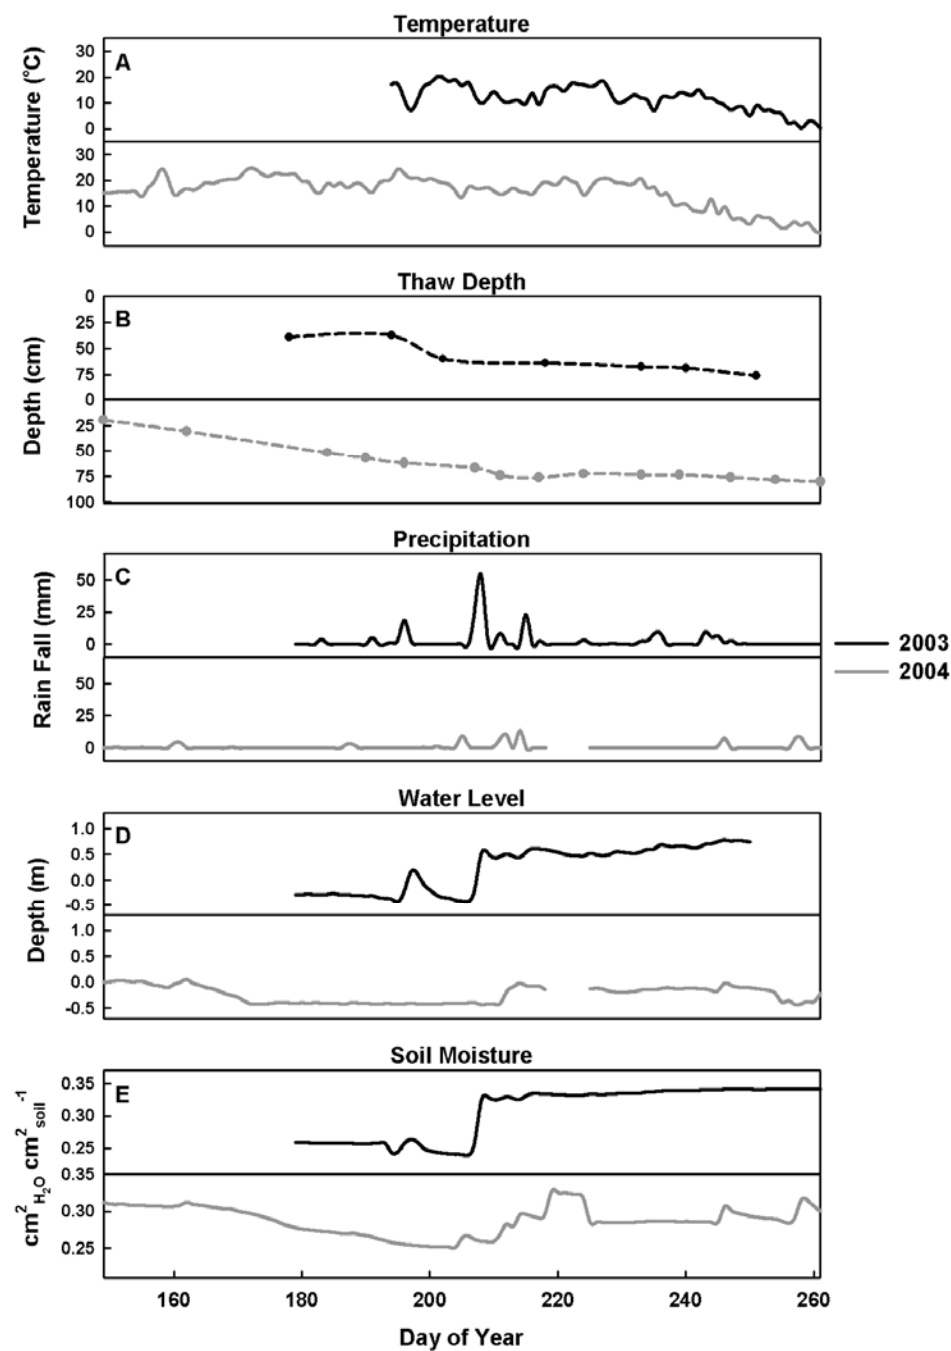 Temperature
A
30
20
10
0
30
20
10
0
Temperature (°C)
Thaw Depth
B
0
25
50
75
0
25
50
75
100
Depth (cm)
Precipitation
C
50
25
0
50
25
0
Rain Fall (mm)
2003
2004
Water Level
D
1.0
0.5
0.0
-0.5
1.0
0.5
0.0
-0.5
Depth (m)
Soil Moisture
E
0.35
0.30
0.25
0.35
0.30
0.25
cm²H₂O cm²soil⁻¹
160 180 200 220 240 260
Day of Year